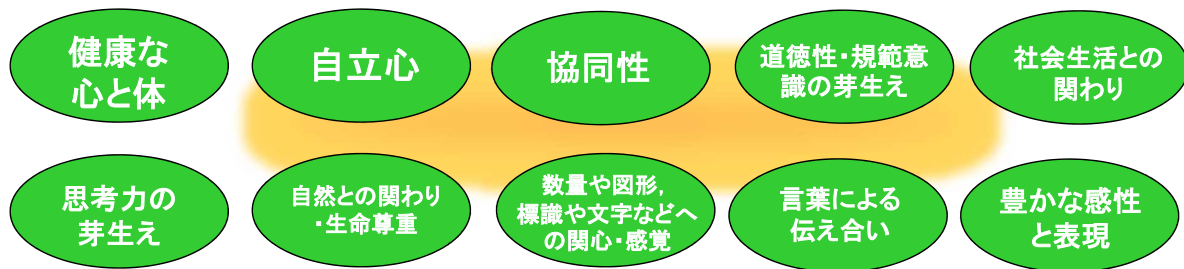 健康な
心と体
自立心
協同性
道徳性・規範意
識の芽生え
社会生活との
関わり
思考力の
芽生え
自然との関わり
・生命尊重
数量や図形,
標識や文字などへ
の関心・感覚
言葉による
伝え合い
豊かな感性
と表現